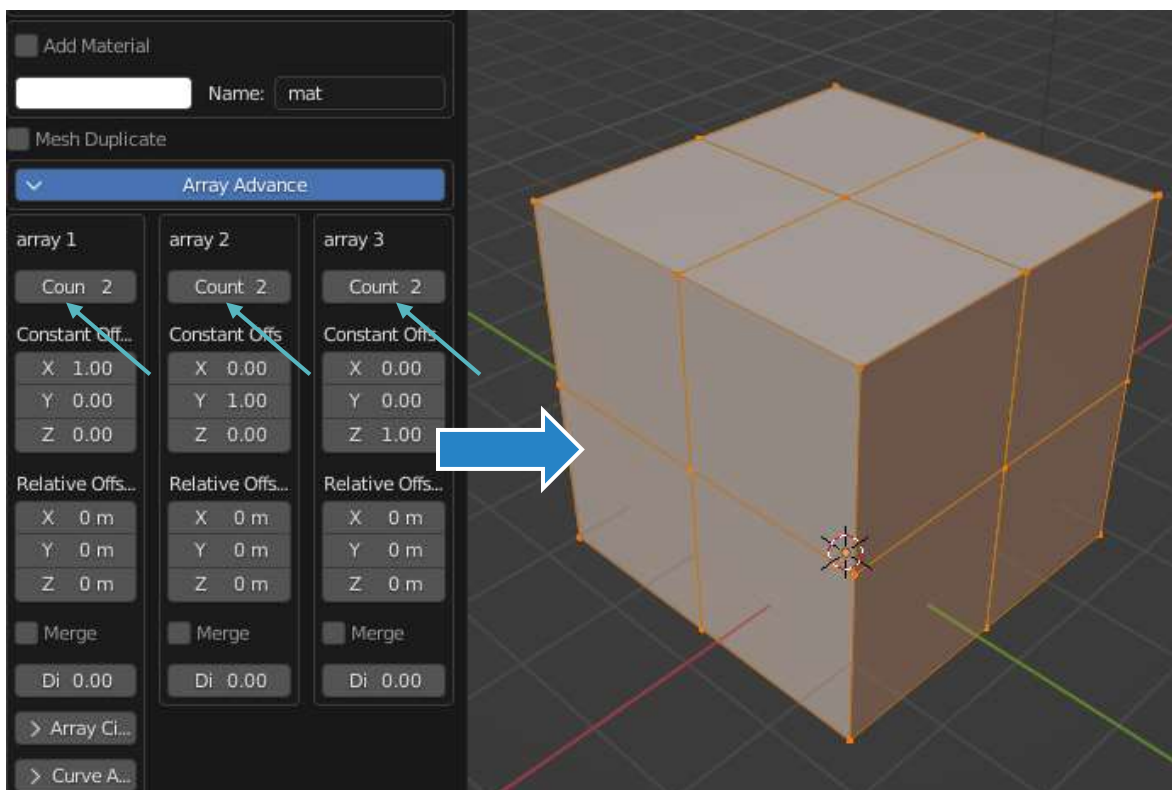 Add Material
Name: mat
Mesh Duplicate
Array Advance
array 1 array 2 array 3
Coun 2 Count 2 Count 2
Constant Off... Constant Offs Constant Offs
X 1.00 X 0.00 X 0.00
Y 0.00 Y 1.00 Y 0.00
Z 0.00 Z 0.00 Z 1.00
Relative Offs... Relative Offs... Relative Offs...
X 0 m X 0 m X 0 m
Y 0 m Y 0 m Y 0 m
Z 0 m Z 0 m Z 0 m
Merge Merge Merge
Di 0.00 Di 0.00 Di 0.00
Array Ci...
Curve A...